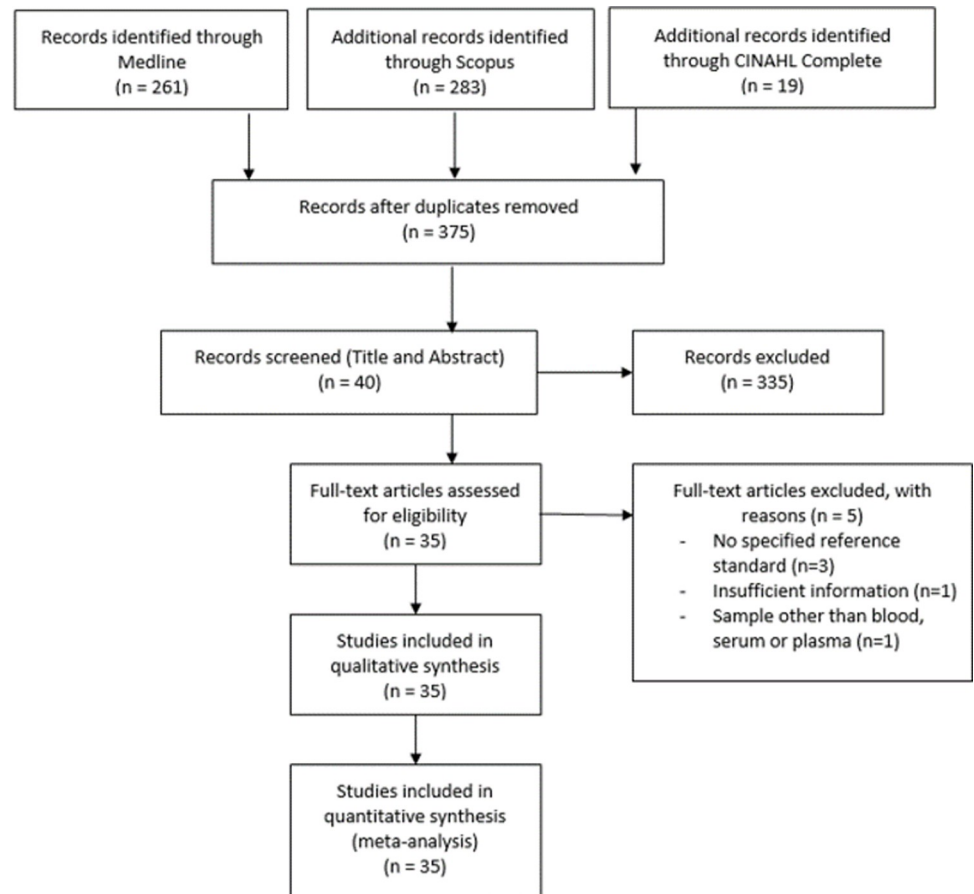 Records identified through
Medline
(n = 261)
Additional records identified
through Scopus
(n = 283)
Additional records identified
through CINAHL Complete
(n = 19)
Records after duplicates removed
(n = 375)
Records screened (Title and Abstract)
(n = 40)
Records excluded
(n = 335)
Full-text articles assessed
for eligibility
(n = 35)
Full-text articles excluded, with
reasons (n = 5)
- No specified reference
standard (n=3)
- Insufficient information (n=1)
- Sample other than blood,
serum or plasma (n=1)
Studies included in
qualitative synthesis
(n = 35)
Studies included in
quantitative synthesis
(meta-analysis)
(n = 35)